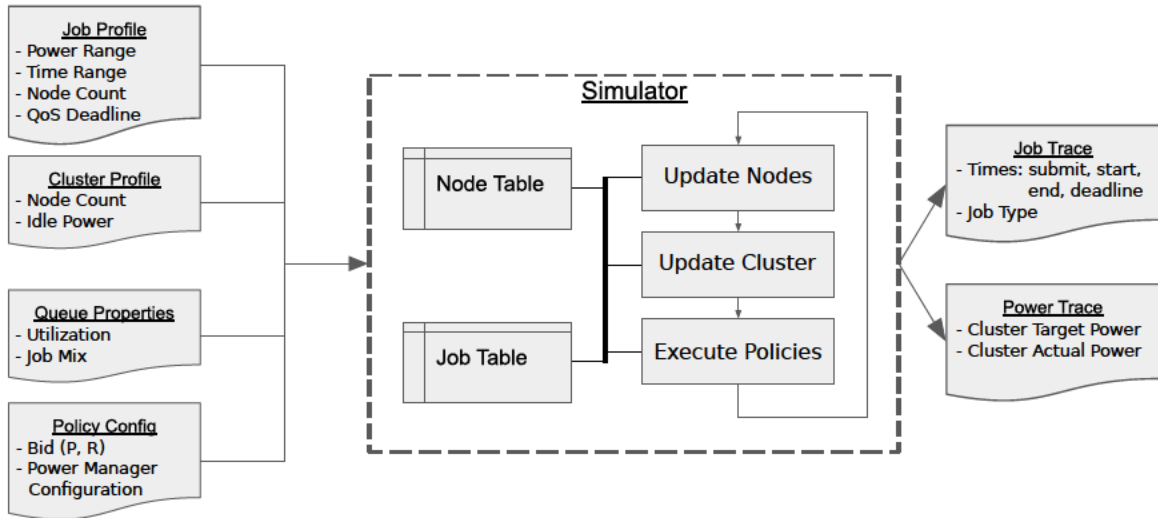 Job Profile
- Power Range
- Time Range
- Node Count
- QoS Deadline
Cluster Profile
- Node Count
- Idle Power
Queue Properties
- Utilization
- Job Mix
Policy Config
- Bid (P, R)
- Power Manager
Configuration
Simulator
Node Table
Job Table
Update Nodes
Update Cluster
Execute Policies
Job Trace
- Times: submit, start,
end, deadline
- Job Type
Power Trace
- Cluster Target Power
- Cluster Actual Power